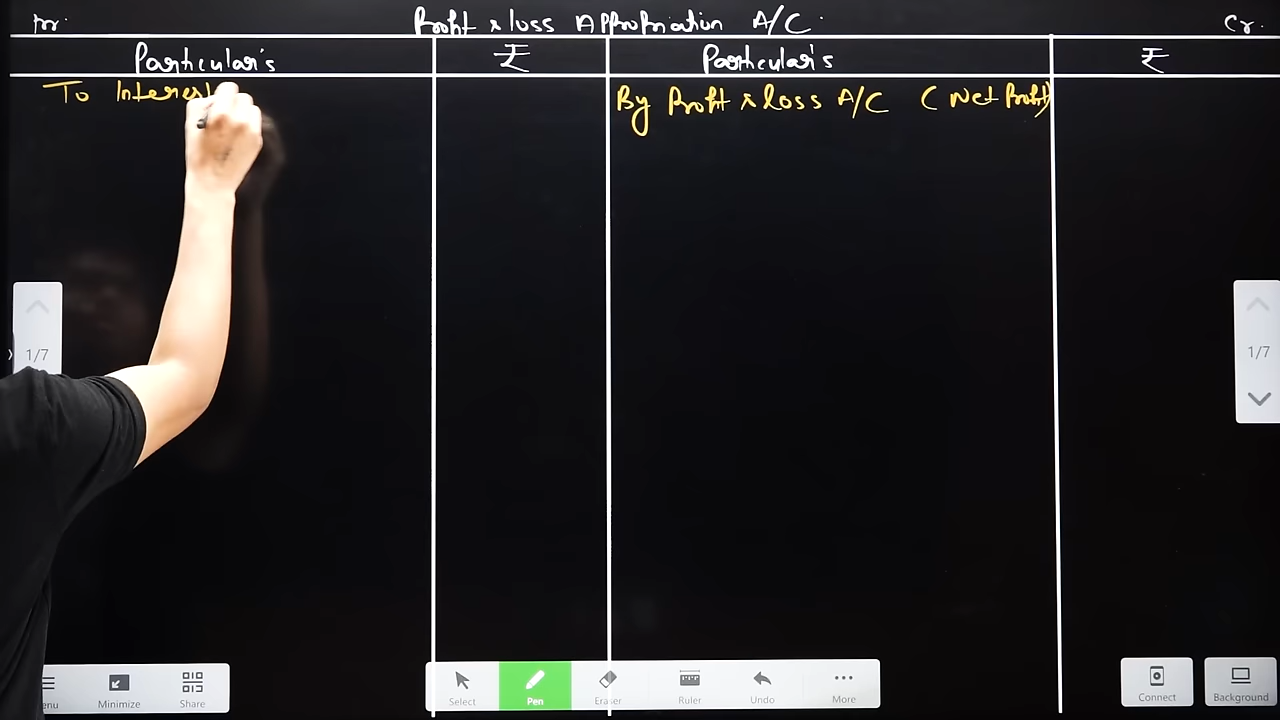 Dr. Profit & loss Appropriation A/C. Cr.
Particular's ₹ Particular's ₹
To Interest By Profit & loss A/C (Net Profit)
1/7 1/7
Minimize Share Select Pen Eraser Ruler Undo More Connect Background